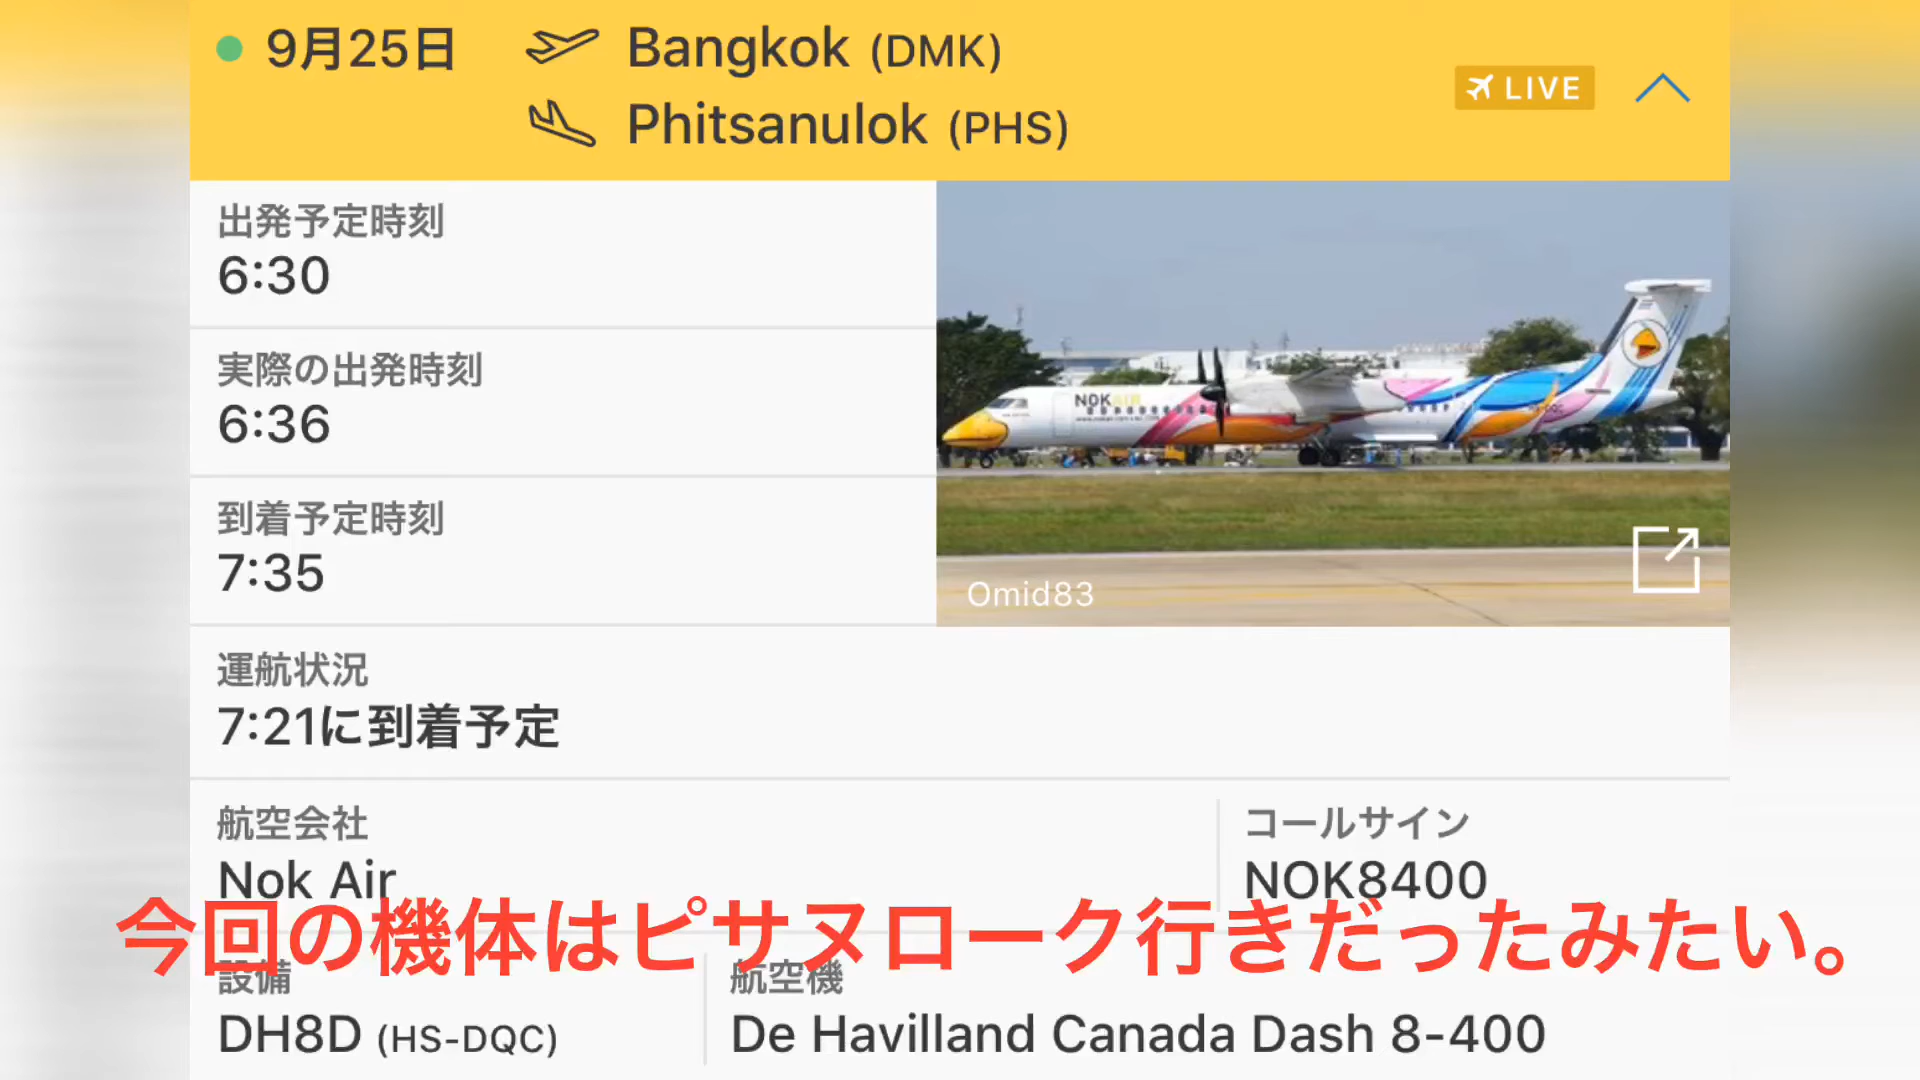 9月25日
Bangkok (DMK)
Phitsanulok (PHS)
LIVE
出発予定時刻
6:30
実際の出発時刻
6:36
到着予定時刻
7:35
NOKAIR
Omid83
運航状況
7:21に到着予定
航空会社
Nok Air
コールサイン
NOK8400
今回の機体はピサヌローク行きだったみたい。
設備
DH8D (HS-DQC)
航空機
De Havilland Canada Dash 8-400